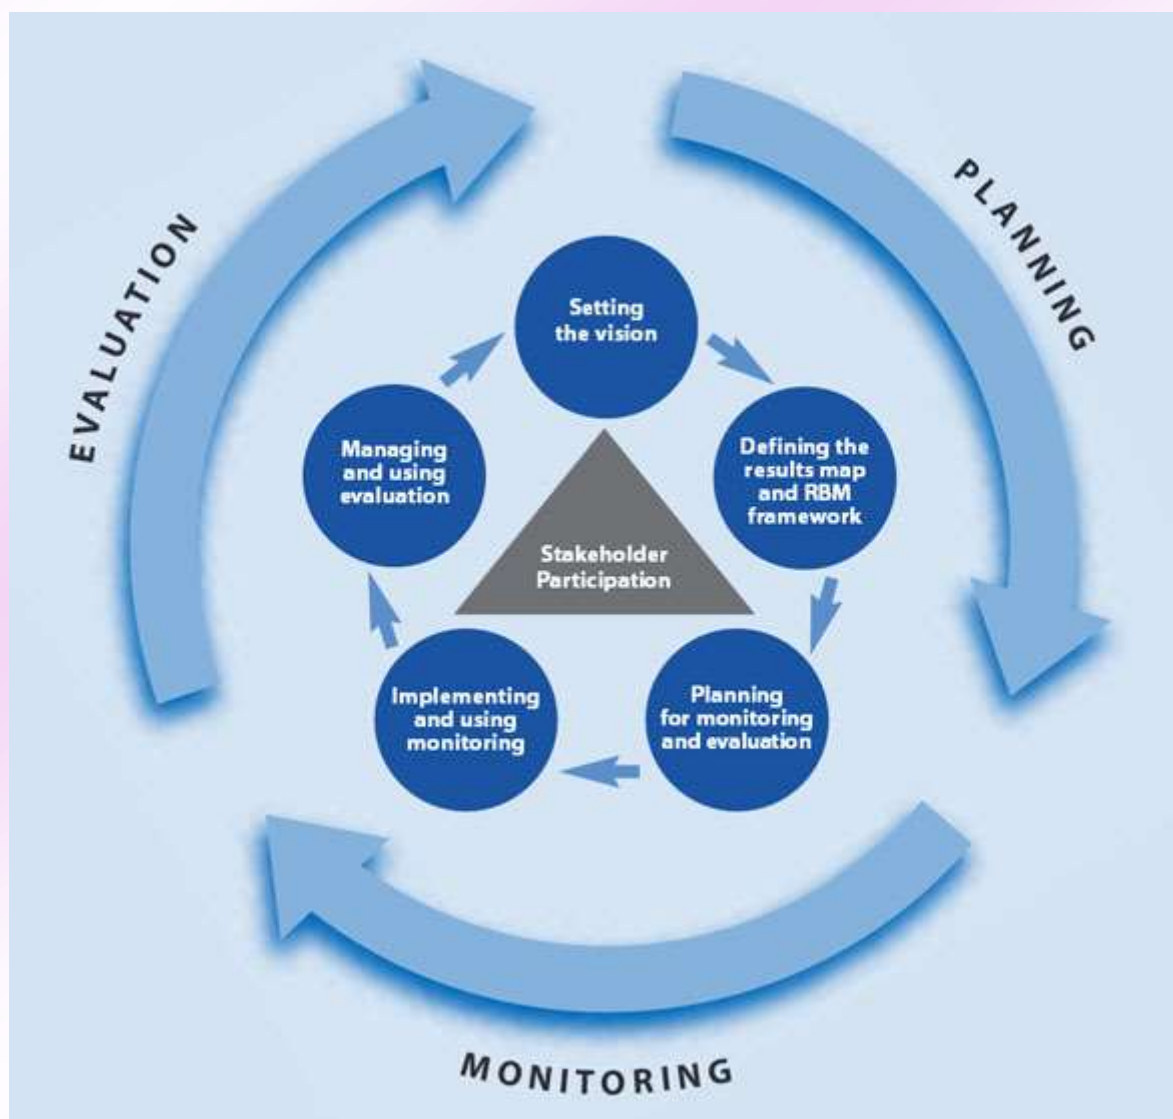 EVALUATION
PLANNING
Setting
the vision
Managing
and using
evaluation
Defining the
results map
and RBM
framework
Stakeholder
Participation
Implementing
and using
monitoring
Planning
for monitoring
and evaluation
MONITORING